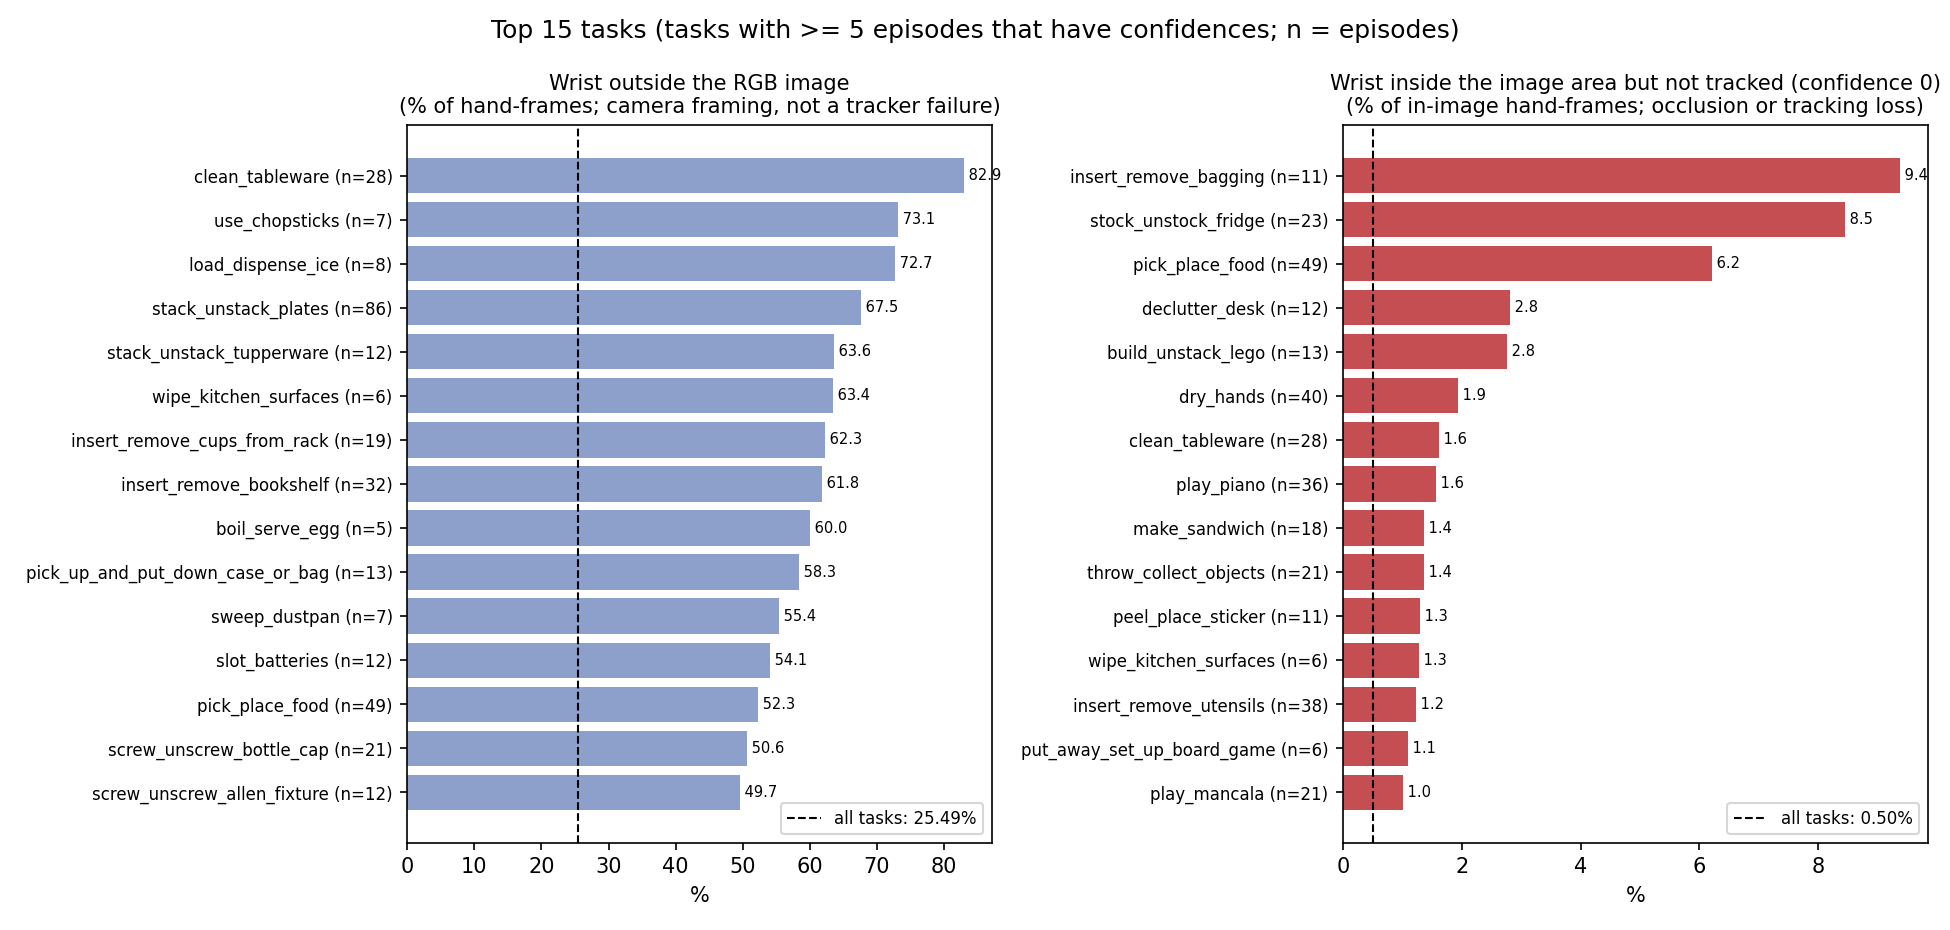 Top 15 tasks (tasks with >= 5 episodes that have confidences; n = episodes)
Wrist outside the RGB image
(% of hand-frames; camera framing, not a tracker failure)
clean_tableware (n=28) 82.9
use_chopsticks (n=7) 73.1
load_dispense_ice (n=8) 72.7
stack_unstack_plates (n=86) 67.5
stack_unstack_tupperware (n=12) 63.6
wipe_kitchen_surfaces (n=6) 63.4
insert_remove_cups_from_rack (n=19) 62.3
insert_remove_bookshelf (n=32) 61.8
boil_serve_egg (n=5) 60.0
pick_up_and_put_down_case_or_bag (n=13) 58.3
sweep_dustpan (n=7) 55.4
slot_batteries (n=12) 54.1
pick_place_food (n=49) 52.3
screw_unscrew_bottle_cap (n=21) 50.6
screw_unscrew_allen_fixture (n=12) 49.7
all tasks: 25.49%
0 10 20 30 40 50 60 70 80
%
Wrist inside the image area but not tracked (confidence 0)
(% of in-image hand-frames; occlusion or tracking loss)
insert_remove_bagging (n=11) 9.4
stock_unstock_fridge (n=23) 8.5
pick_place_food (n=49) 6.2
declutter_desk (n=12) 2.8
build_unstack_lego (n=13) 2.8
dry_hands (n=40) 1.9
clean_tableware (n=28) 1.6
play_piano (n=36) 1.6
make_sandwich (n=18) 1.4
throw_collect_objects (n=21) 1.4
peel_place_sticker (n=11) 1.3
wipe_kitchen_surfaces (n=6) 1.3
insert_remove_utensils (n=38) 1.2
put_away_set_up_board_game (n=6) 1.1
play_mancala (n=21) 1.0
all tasks: 0.50%
0 2 4 6 8
%